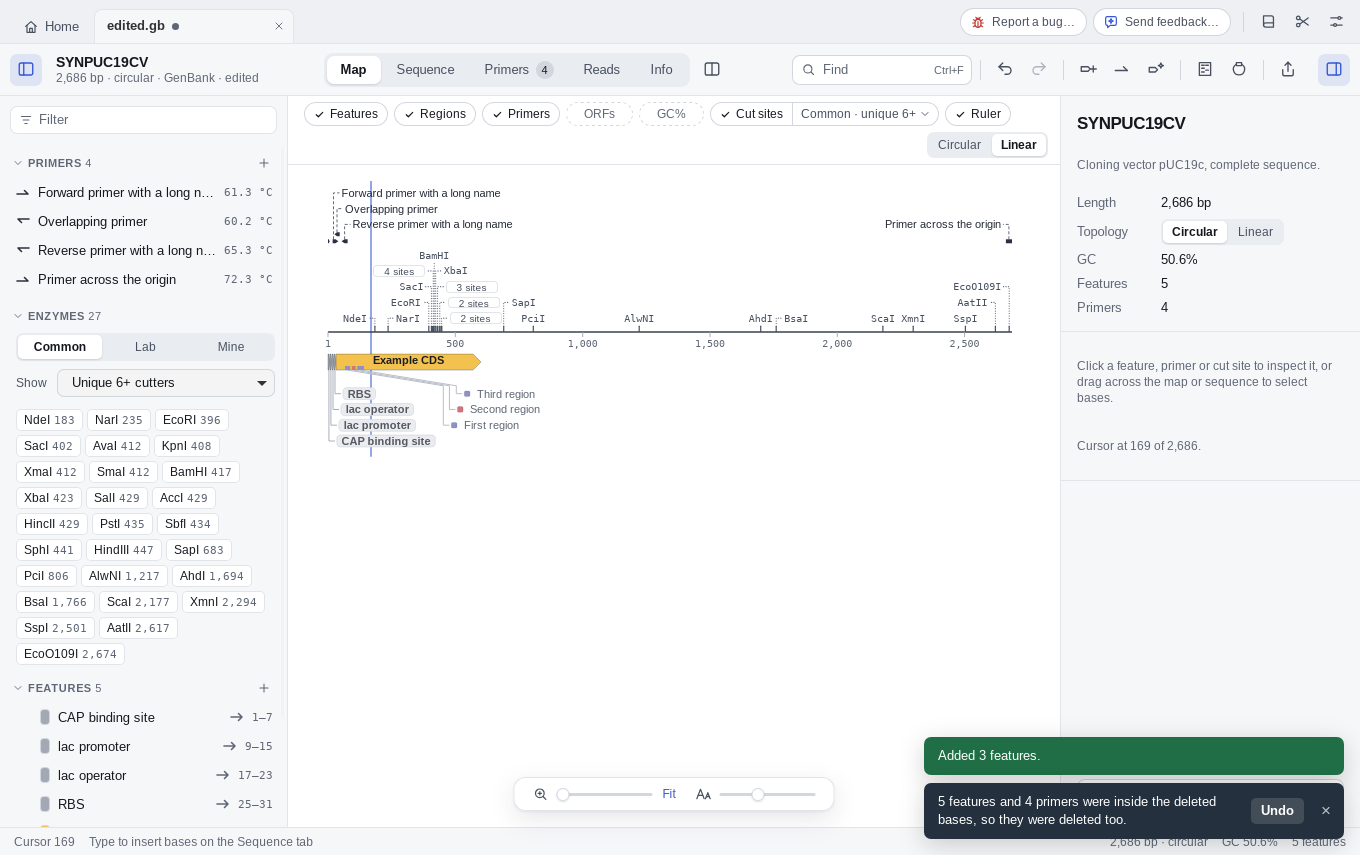 Home
edited.gb
Report a bug…
Send feedback…
SYNPUC19CV
2,686 bp · circular · GenBank · edited
Map
Sequence
Primers 4
Reads
Info
Find
Ctrl+F
Filter
PRIMERS 4
Forward primer with a long n… 61.3 °C
Overlapping primer 60.2 °C
Reverse primer with a long n… 65.3 °C
Primer across the origin 72.3 °C
ENZYMES 27
Common
Lab
Mine
Show
Unique 6+ cutters
NdeI 183
NarI 235
EcoRI 396
SacI 402
AvaI 412
KpnI 408
XmaI 412
SmaI 412
BamHI 417
XbaI 423
SalI 429
AccI 429
HincII 429
PstI 435
SbfI 434
SphI 441
HindIII 447
SapI 683
PciI 806
AlwNI 1,217
AhdI 1,694
BsaI 1,766
ScaI 2,177
XmnI 2,294
SspI 2,501
AatII 2,617
EcoO109I 2,674
FEATURES 5
CAP binding site 1–7
lac promoter 9–15
lac operator 17–23
RBS 25–31
Features
Regions
Primers
ORFs
GC%
Cut sites
Common · unique 6+
Ruler
Circular
Linear
Forward primer with a long name
Overlapping primer
Reverse primer with a long name
Primer across the origin
BamHI
4 sites
XbaI
SacI
3 sites
EcoO109I
EcoRI
2 sites
SapI
AatII
NdeI
NarI
2 sites
PciI
AlwNI
AhdI
BsaI
ScaI
XmnI
SspI
1
500
1,000
1,500
2,000
2,500
Example CDS
RBS
Third region
lac operator
Second region
lac promoter
First region
CAP binding site
Fit
SYNPUC19CV
Cloning vector pUC19c, complete sequence.
Length 2,686 bp
Topology Circular Linear
GC 50.6%
Features 5
Primers 4
Click a feature, primer or cut site to inspect it, or
drag across the map or sequence to select
bases.
Cursor at 169 of 2,686.
Added 3 features.
5 features and 4 primers were inside the deleted
bases, so they were deleted too.
Undo
Cursor 169
Type to insert bases on the Sequence tab
2,686 bp · circular
GC 50.6%
5 features